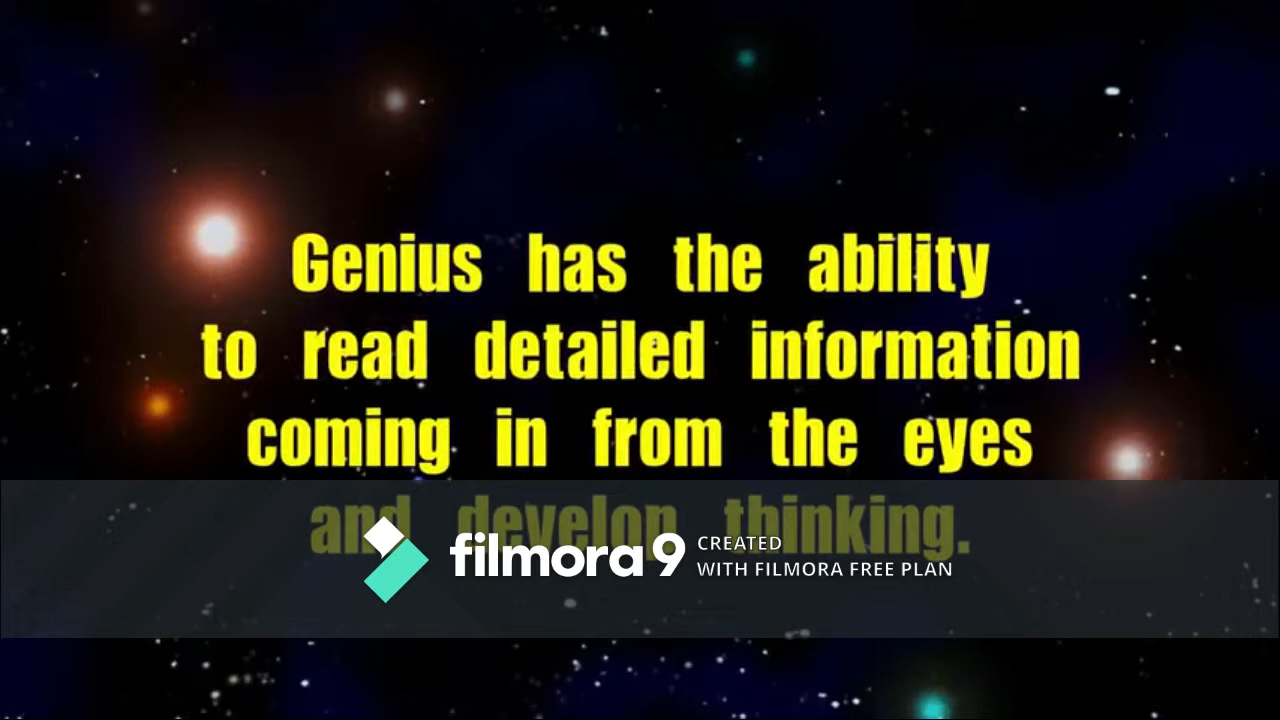 Genius has the ability
to read detailed information
coming in from the eyes
and develop thinking.
filmora9
CREATED
WITH FILMORA FREE PLAN